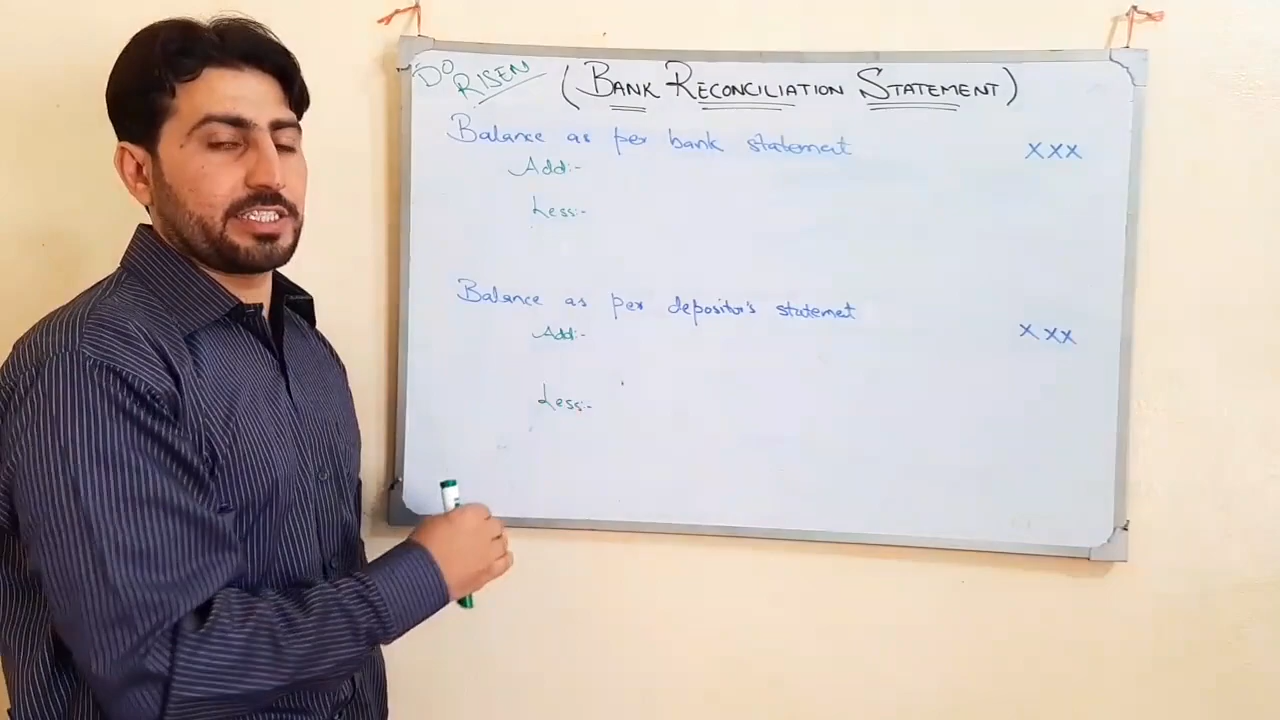 DO RISEN
(BANK RECONCILIATION STATEMENT)
Balance as per bank statement XXX
Add:-
Less:-
Balance as per depositor's statemet XXX
Add:-
Less:-